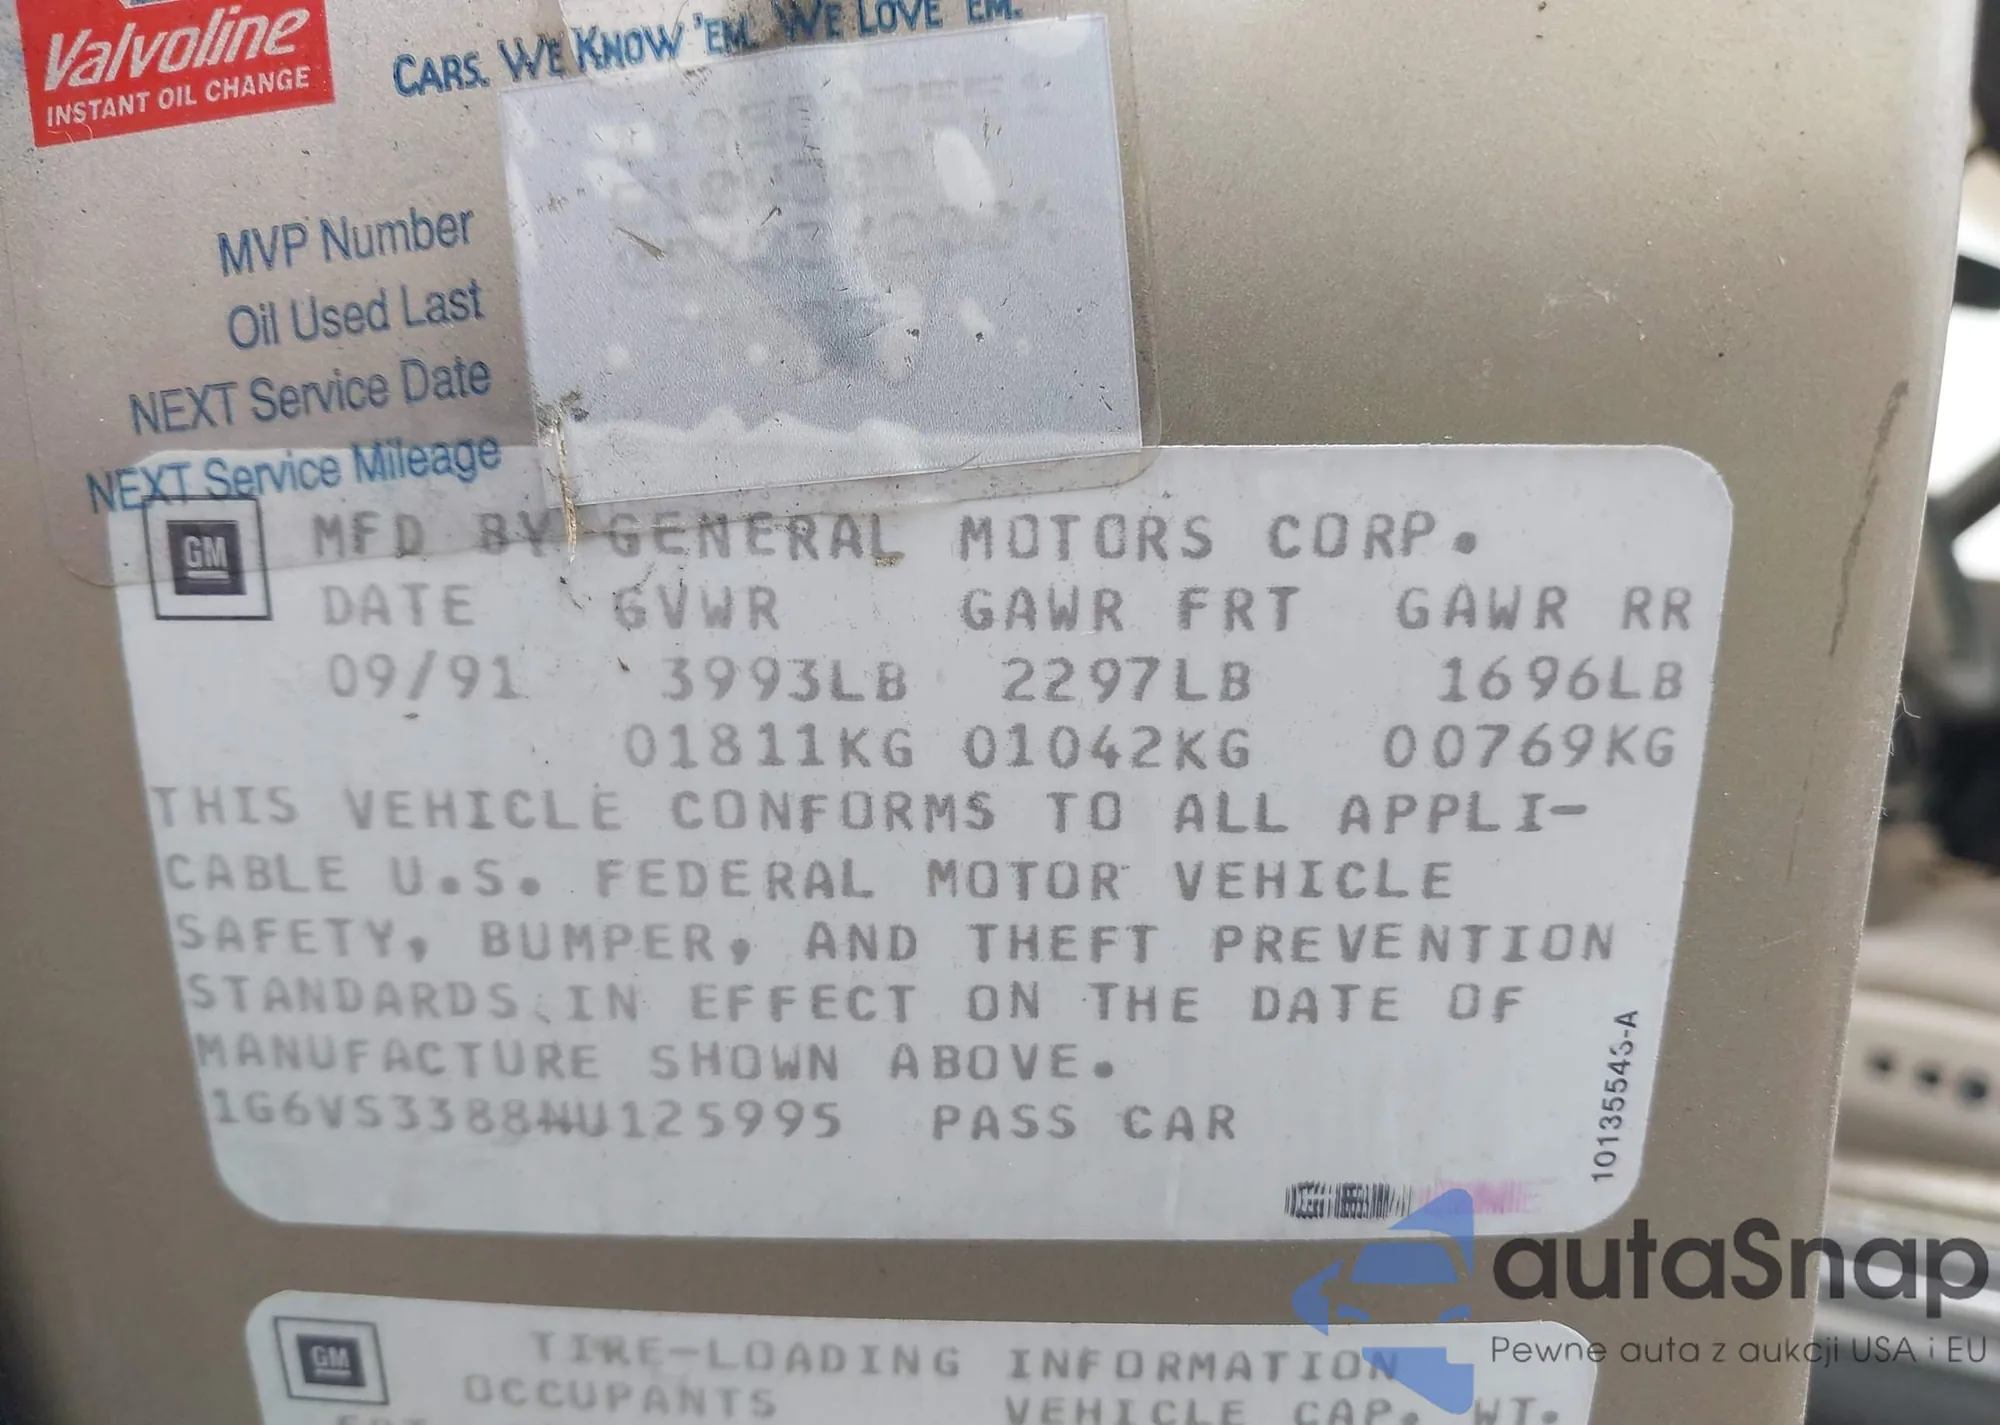 Valvoline
INSTANT OIL CHANGE
CARS. WE KNOW 'EM. WE LOVE 'EM.
MVP Number
Oil Used Last
NEXT Service Date
NEXT Service Mileage
GM
MFD BY GENERAL MOTORS CORP.
DATE GVWR GAWR FRT GAWR RR
09/91 3993LB 2297LB 1696LB
01811KG 01042KG 00769KG
THIS VEHICLE CONFORMS TO ALL APPLI-
CABLE U.S. FEDERAL MOTOR VEHICLE
SAFETY, BUMPER, AND THEFT PREVENTION
STANDARDS IN EFFECT ON THE DATE OF
MANUFACTURE SHOWN ABOVE.
1G6VS3388NU125995 PASS CAR
10135543-A
GM
TIRE-LOADING INFORMATION
OCCUPANTS VEHICLE CAP. WT.
autaSnap
Pewne auta z aukcji USA i EU